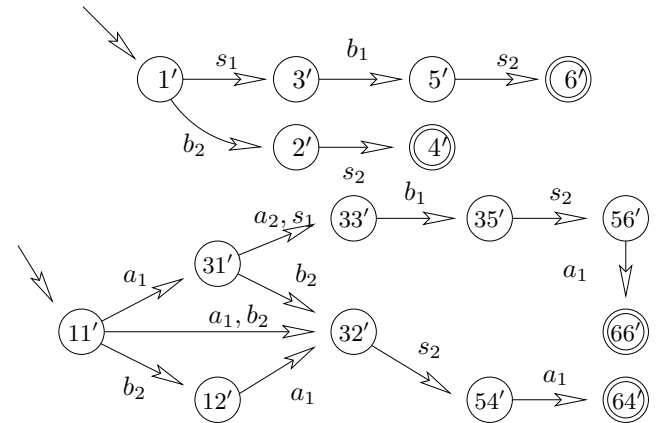 s₁ b₁ s₂
1′ 3′ 5′ 6′
b₂ 2′ 4′
s₂
a₂, s₁ 33′ b₁ 35′ s₂ 56′
a₁ 31′ b₂ a₁
11′ a₁, b₂ 32′ 66′
b₂ 12′ a₁ s₂ 54′ a₁ 64′